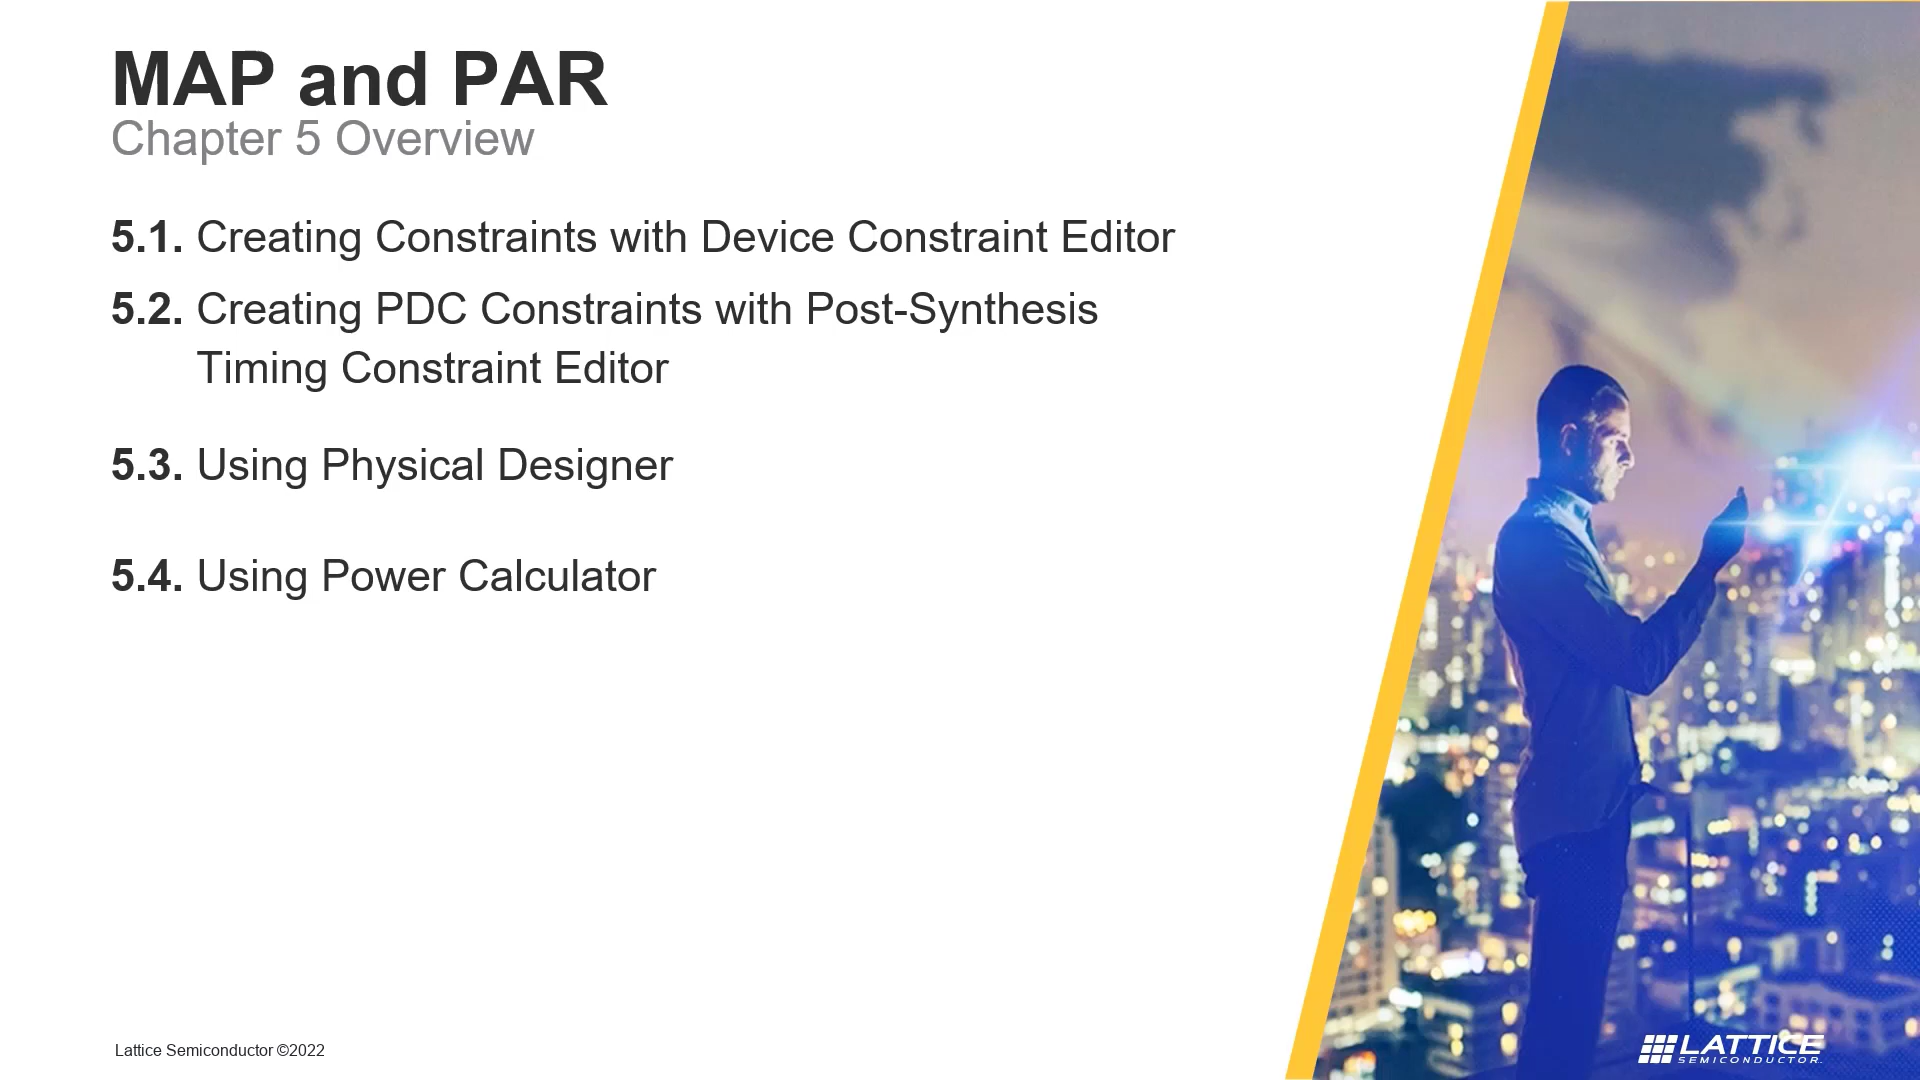 MAP and PAR
Chapter 5 Overview
5.1. Creating Constraints with Device Constraint Editor
5.2. Creating PDC Constraints with Post-Synthesis
Timing Constraint Editor
5.3. Using Physical Designer
5.4. Using Power Calculator
Lattice Semiconductor ©2022
LATTICE
SEMICONDUCTOR.